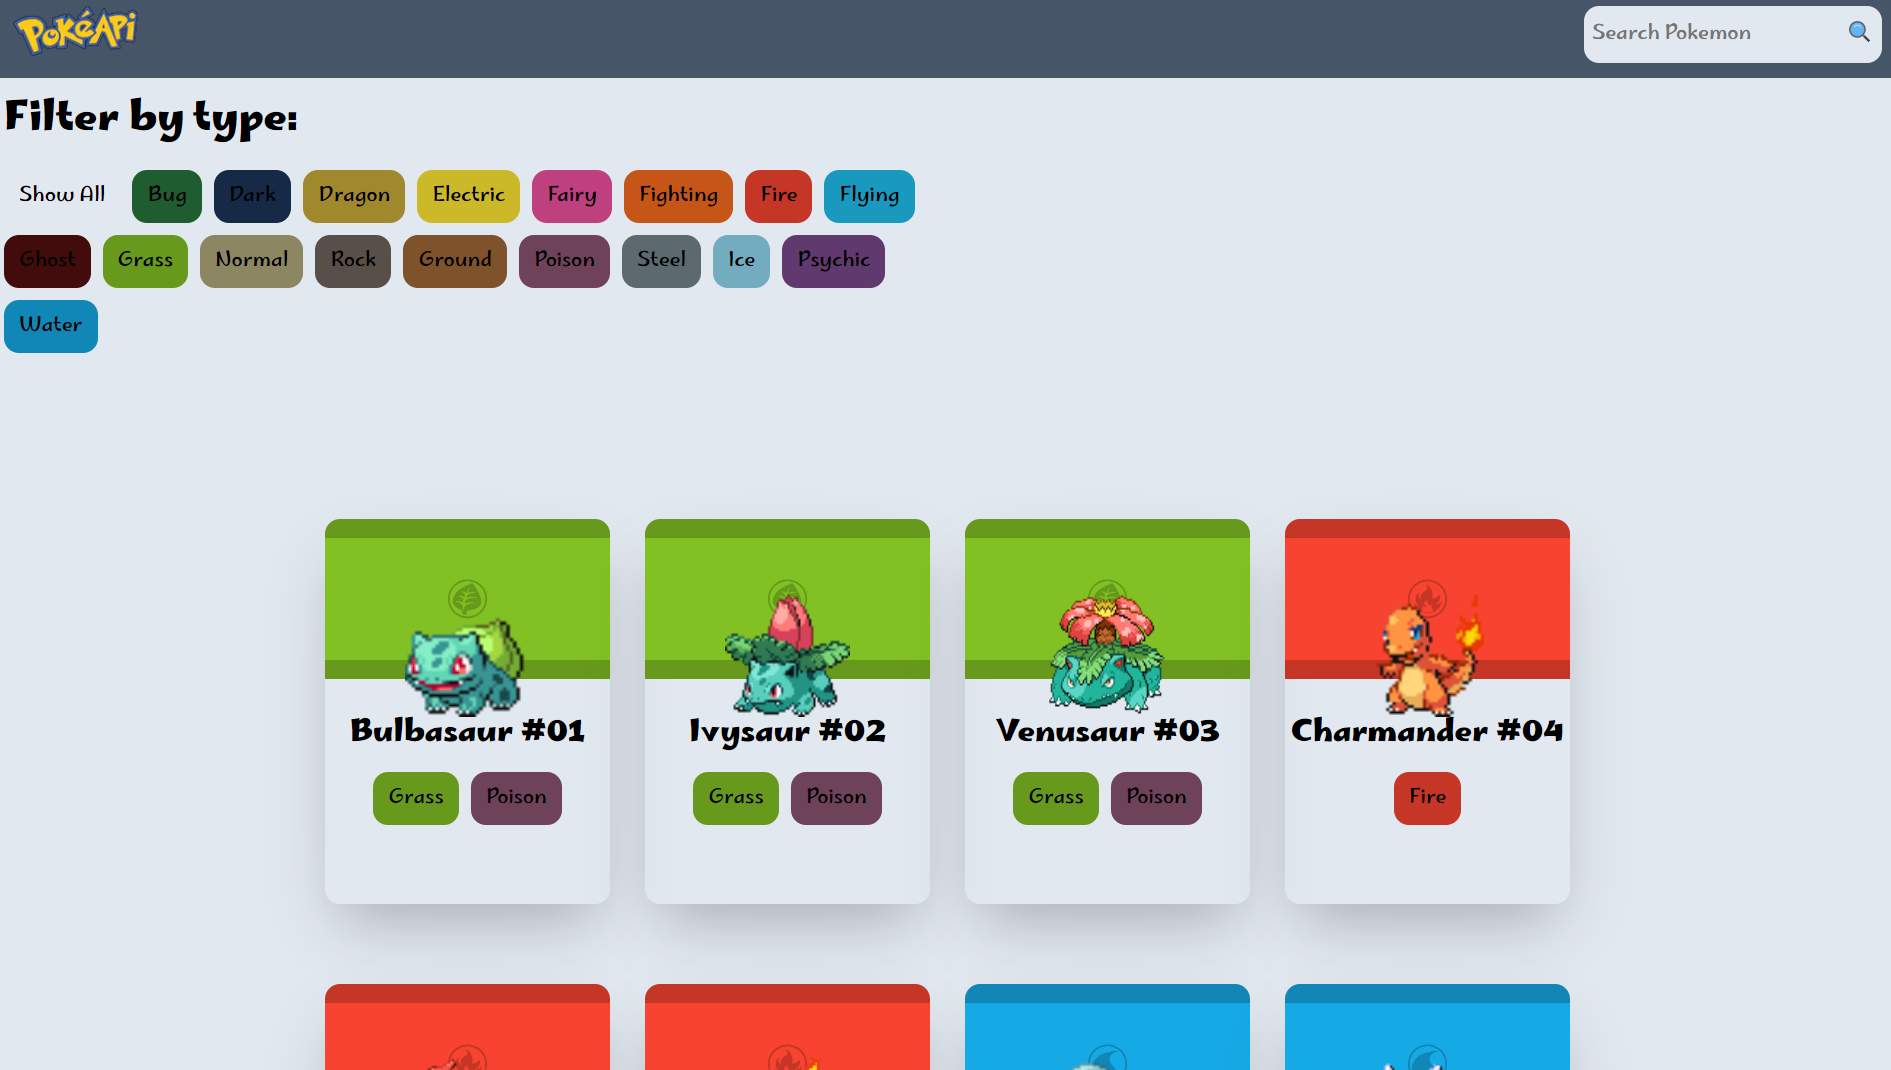 PokéAPi
Search Pokemon
Filter by type:
Show All Bug Dark Dragon Electric Fairy Fighting Fire Flying
Ghost Grass Normal Rock Ground Poison Steel Ice Psychic
Water
Bulbasaur #01
Ivysaur #02
Venusaur #03
Charmander #04
Grass Poison
Grass Poison
Grass Poison
Fire